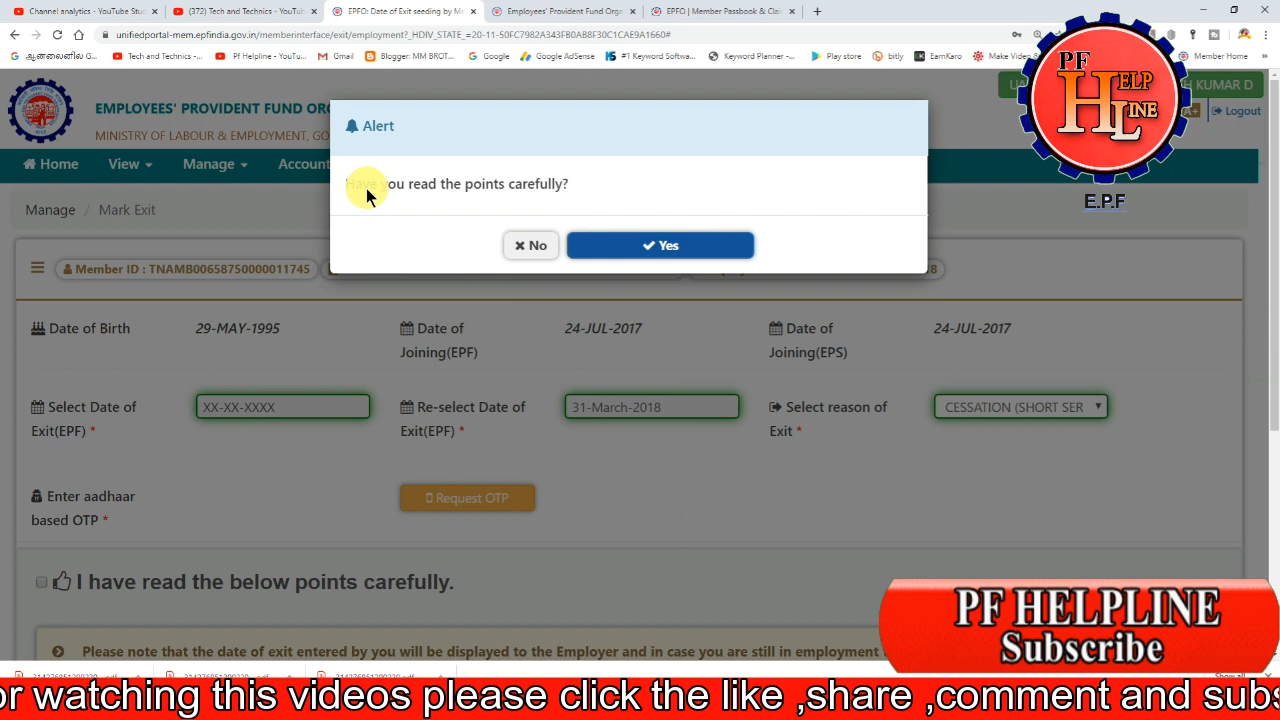 Channel analytics - YouTube Stu
(372) Tech and Technics - YouTub
EPFO: Date of Exit seeding by Me
Employees' Provident Fund Orga
EPFO | Member Passbook & Clai
unifiedportal-mem.epfindia.gov.in/memberinterface/exit/employee?_HDIV_STATE_=20-11-50FC7982A343FB0AB8F30C1CAE9A1660#
ஆன்லைனில் G...
Tech and Technics -...
Pf Helpline - YouTu...
Gmail
Blogger: MM BROT...
Google
Google AdSense
#1 Keyword Softwa...
Keyword Planner -...
Play store
bitly
EarnKaro
Make Video
Member Home
EMPLOYEES' PROVIDENT FUND ORG
MINISTRY OF LABOUR & EMPLOYMENT, GO
H KUMAR D
A+
Logout
PF
HELP
LINE
E.P.F
Home
View
Manage
Account
Alert
Have you read the points carefully?
No
Yes
Manage / Mark Exit
Member ID : TNAMB00658750000011745
8
Date of Birth
29-MAY-1995
Date of
Joining(EPF)
24-JUL-2017
Date of
Joining(EPS)
24-JUL-2017
Select Date of
Exit(EPF) *
XX-XX-XXXX
Re-select Date of
Exit(EPF) *
31-March-2018
Select reason of
Exit *
CESSATION (SHORT SER
Enter aadhaar
based OTP *
Request OTP
I have read the below points carefully.
Please note that the date of exit entered by you will be displayed to the Employer and in case you are still in employment
PF HELPLINE
Subscribe
Show all
or watching this videos please click the like ,share ,comment and subs